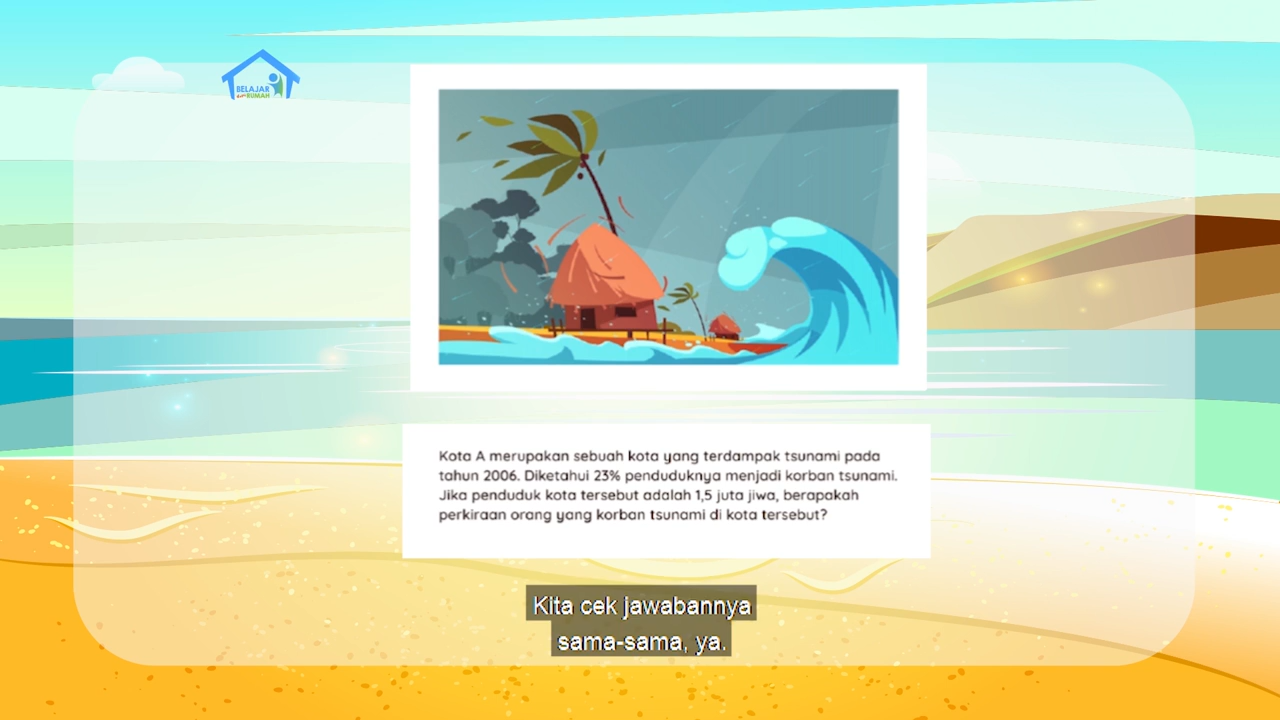 BELAJAR
dari RUMAH
Kota A merupakan sebuah kota yang terdampak tsunami pada
tahun 2006. Diketahui 23% penduduknya menjadi korban tsunami.
Jika penduduk kota tersebut adalah 1,5 juta jiwa, berapakah
perkiraan orang yang korban tsunami di kota tersebut?
Kita cek jawabannya
sama-sama, ya.